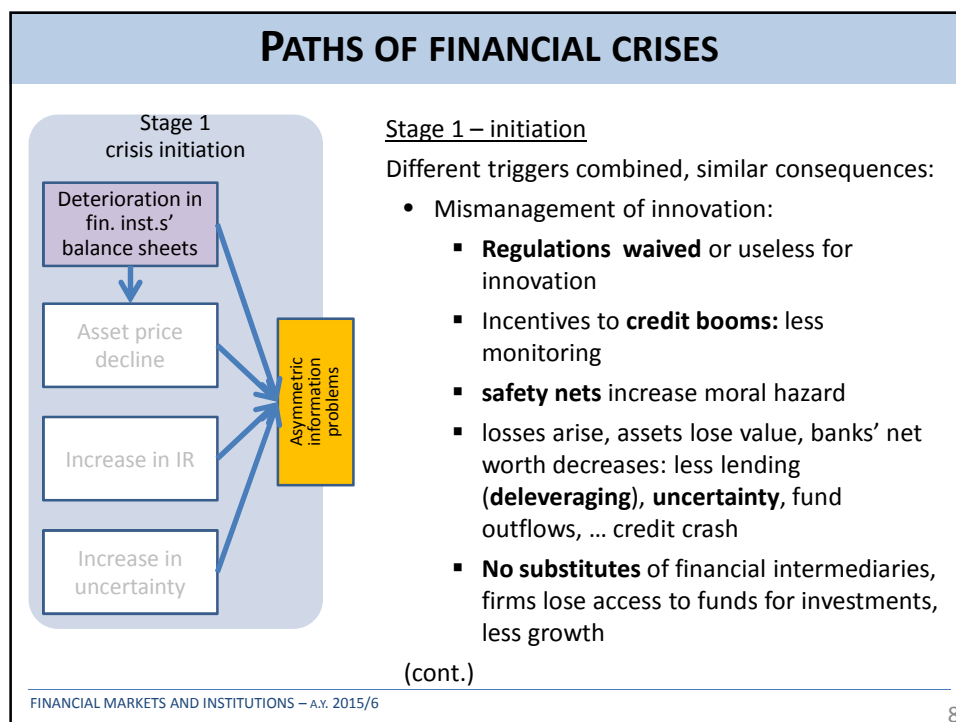 PATHS OF FINANCIAL CRISES
Stage 1
crisis initiation
Deterioration in
fin. inst.s’
balance sheets
Asset price
decline
Increase in IR
Increase in
uncertainty
Asymmetric
information
problems
Stage 1 – initiation
Different triggers combined, similar consequences:
• Mismanagement of innovation:
▪ Regulations waived or useless for
innovation
▪ Incentives to credit booms: less
monitoring
▪ safety nets increase moral hazard
▪ losses arise, assets lose value, banks’ net
worth decreases: less lending
(deleveraging), uncertainty, fund
outflows, … credit crash
▪ No substitutes of financial intermediaries,
firms lose access to funds for investments,
less growth
(cont.)
FINANCIAL MARKETS AND INSTITUTIONS – A.Y. 2015/6
8